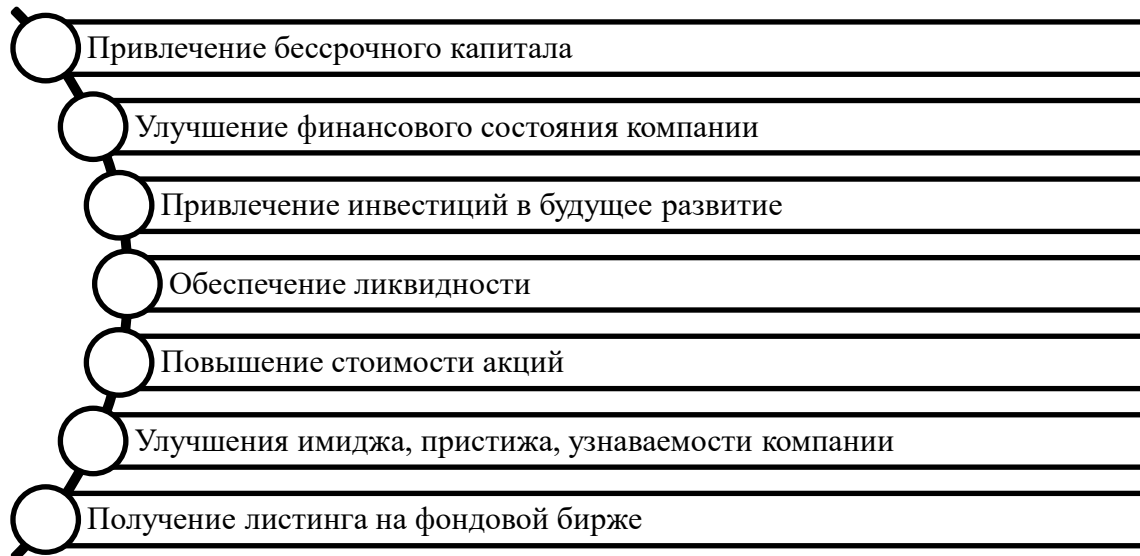 Привлечение бессрочного капитала
Улучшение финансового состояния компании
Привлечение инвестиций в будущее развитие
Обеспечение ликвидности
Повышение стоимости акций
Улучшения имиджа, пристижа, узнаваемости компании
Получение листинга на фондовой бирже